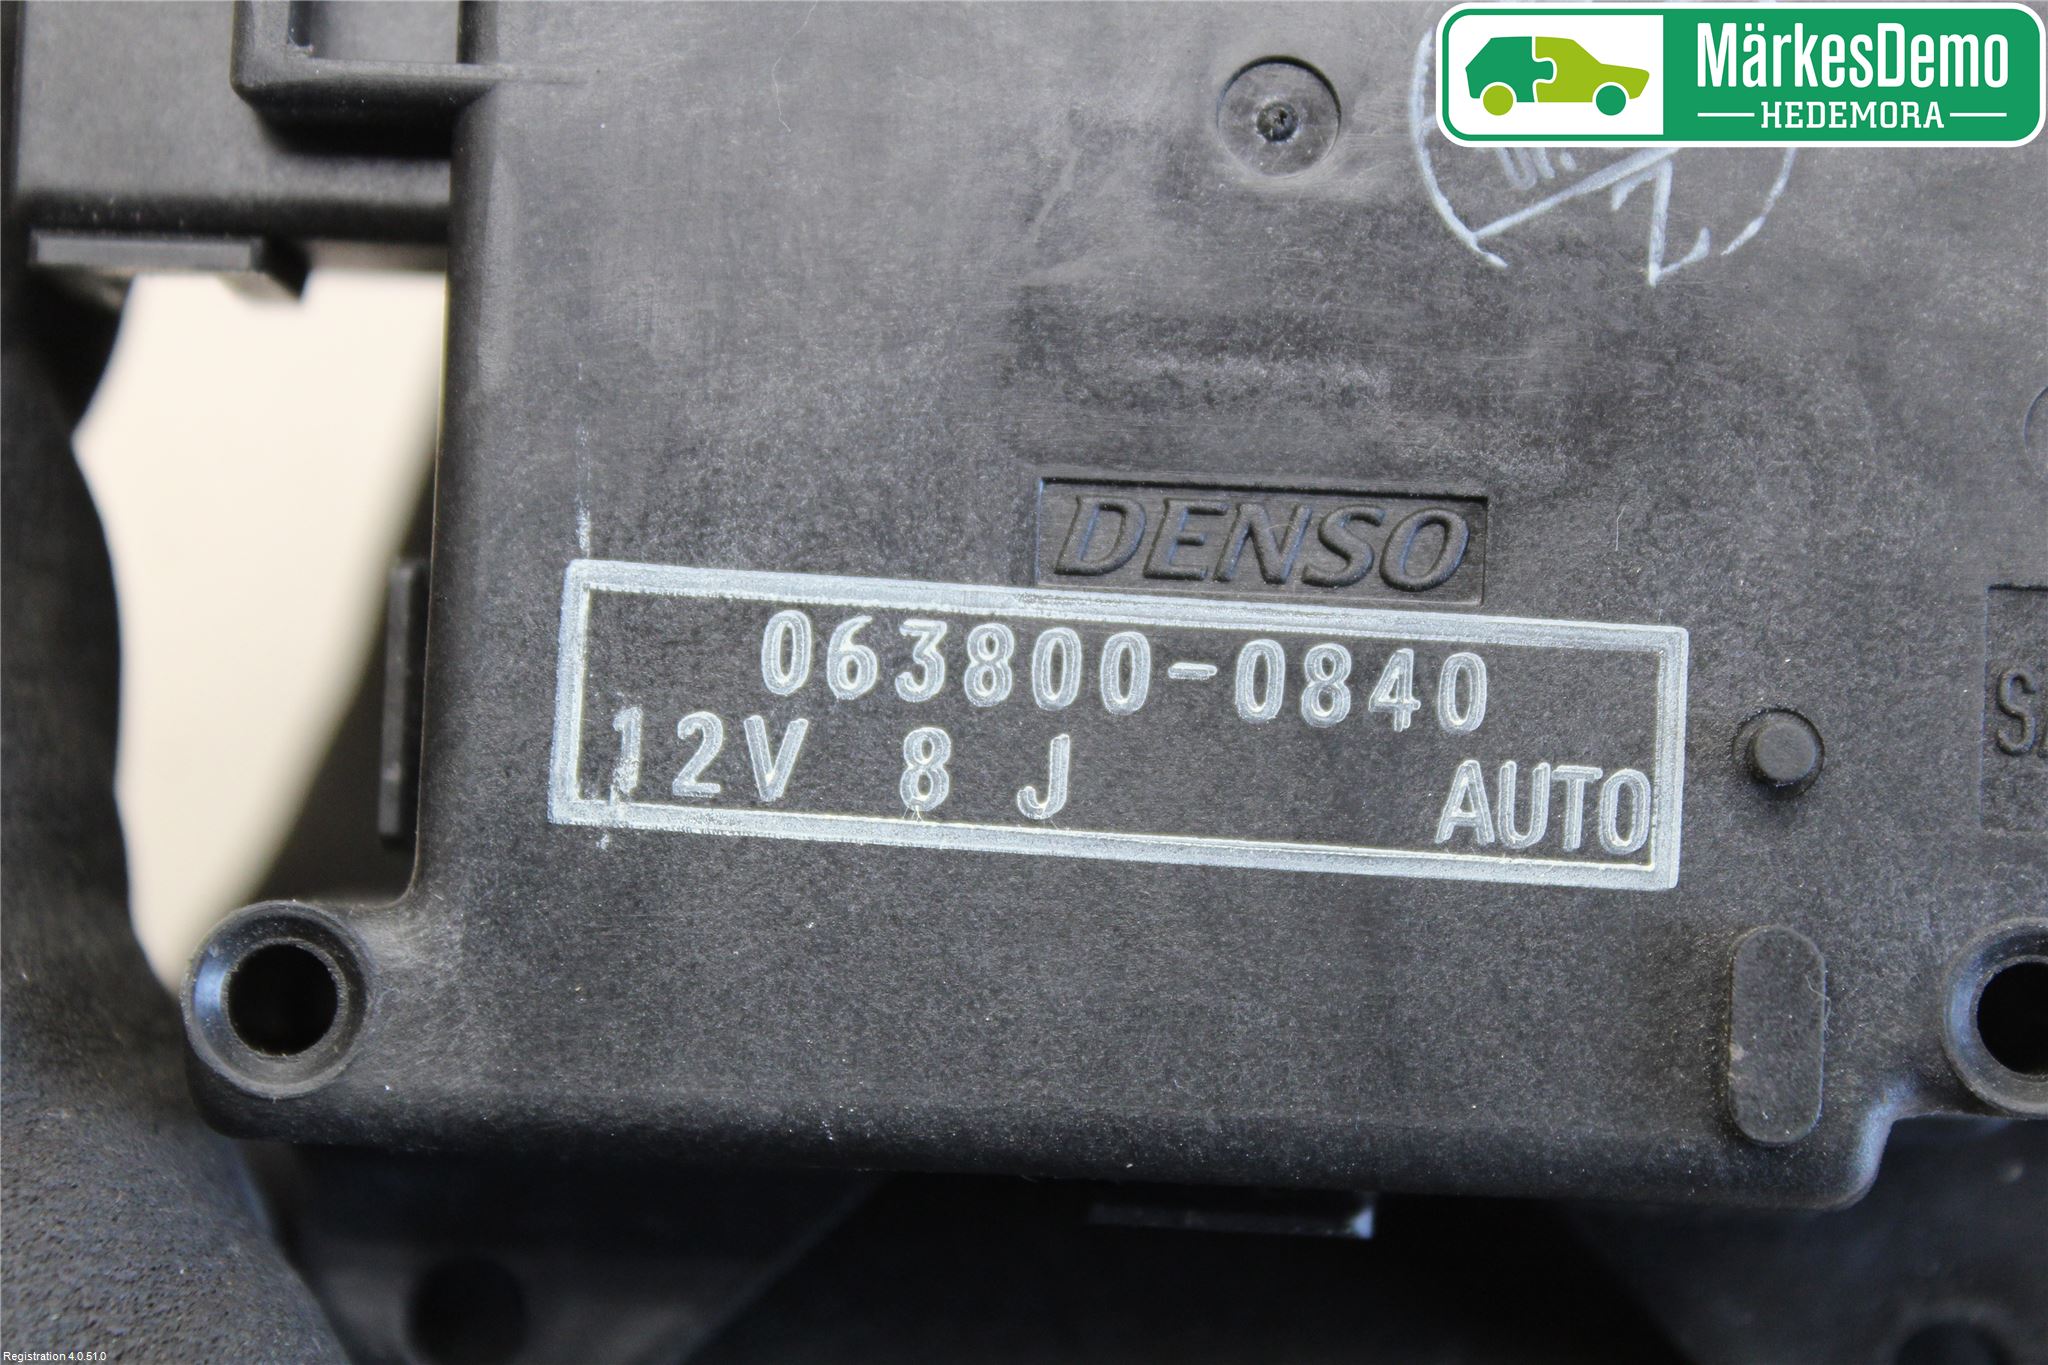 MärkesDemo
HEDEMORA
DENSO
063800-0840
12V 8 J AUTO
Registration 4.0.51.0